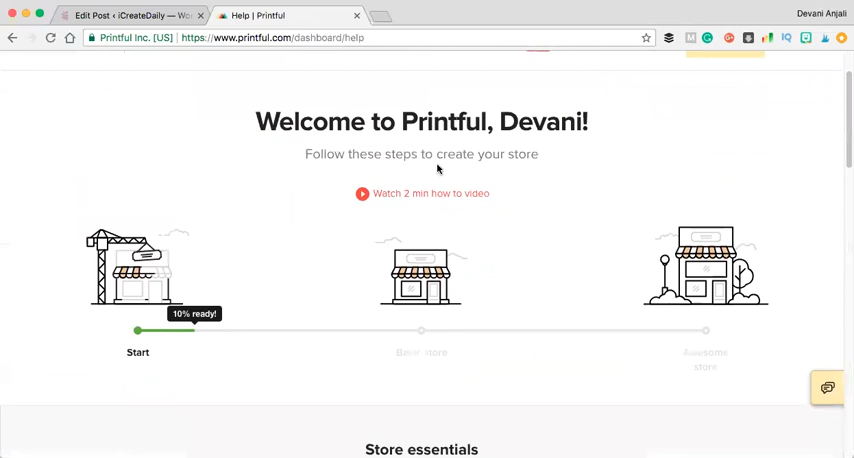 Edit Post ‹ iCreateDaily — Wor
Help | Printful
Devani Anjali
Printful Inc. [US] | https://www.printful.com/dashboard/help
Welcome to Printful, Devani!
Follow these steps to create your store
Watch 2 min how to video
10% ready!
Start
Basic store
Awesome
store
Store essentials